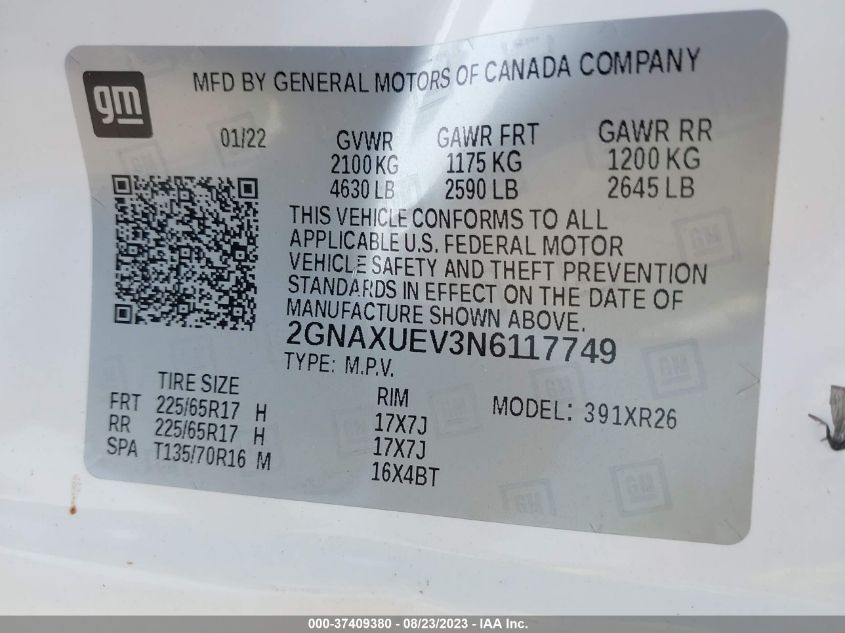 gm
MFD BY GENERAL MOTORS OF CANADA COMPANY
01/22 GVWR GAWR FRT GAWR RR
2100 KG 1175 KG 1200 KG
4630 LB 2590 LB 2645 LB
THIS VEHICLE CONFORMS TO ALL
APPLICABLE U.S. FEDERAL MOTOR
VEHICLE SAFETY AND THEFT PREVENTION
STANDARDS IN EFFECT ON THE DATE OF
MANUFACTURE SHOWN ABOVE.
2GNAXUEV3N6117749
TYPE: M.P.V.
TIRE SIZE RIM MODEL: 391XR26
FRT 225/65R17 H 17X7J
RR 225/65R17 H 17X7J
SPA T135/70R16 M 16X4BT
000-37409380 - 08/23/2023 - IAA Inc.